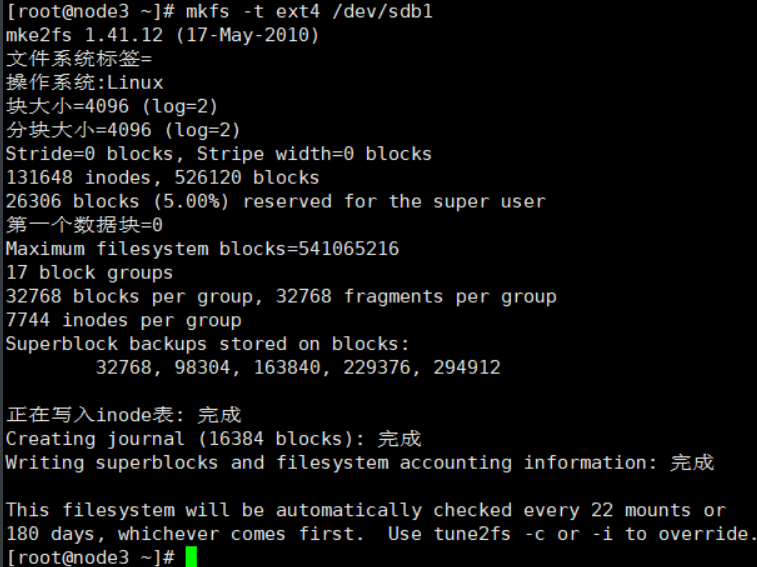 [root@node3 ~]# mkfs -t ext4 /dev/sdb1
mke2fs 1.41.12 (17-May-2010)
文件系统标签=
操作系统:Linux
块大小=4096 (log=2)
分块大小=4096 (log=2)
Stride=0 blocks, Stripe width=0 blocks
131648 inodes, 526120 blocks
26306 blocks (5.00%) reserved for the super user
第一个数据块=0
Maximum filesystem blocks=541065216
17 block groups
32768 blocks per group, 32768 fragments per group
7744 inodes per group
Superblock backups stored on blocks:
        32768, 98304, 163840, 229376, 294912

正在写入inode表: 完成
Creating journal (16384 blocks): 完成
Writing superblocks and filesystem accounting information: 完成

This filesystem will be automatically checked every 22 mounts or
180 days, whichever comes first.  Use tune2fs -c or -i to override.
[root@node3 ~]#